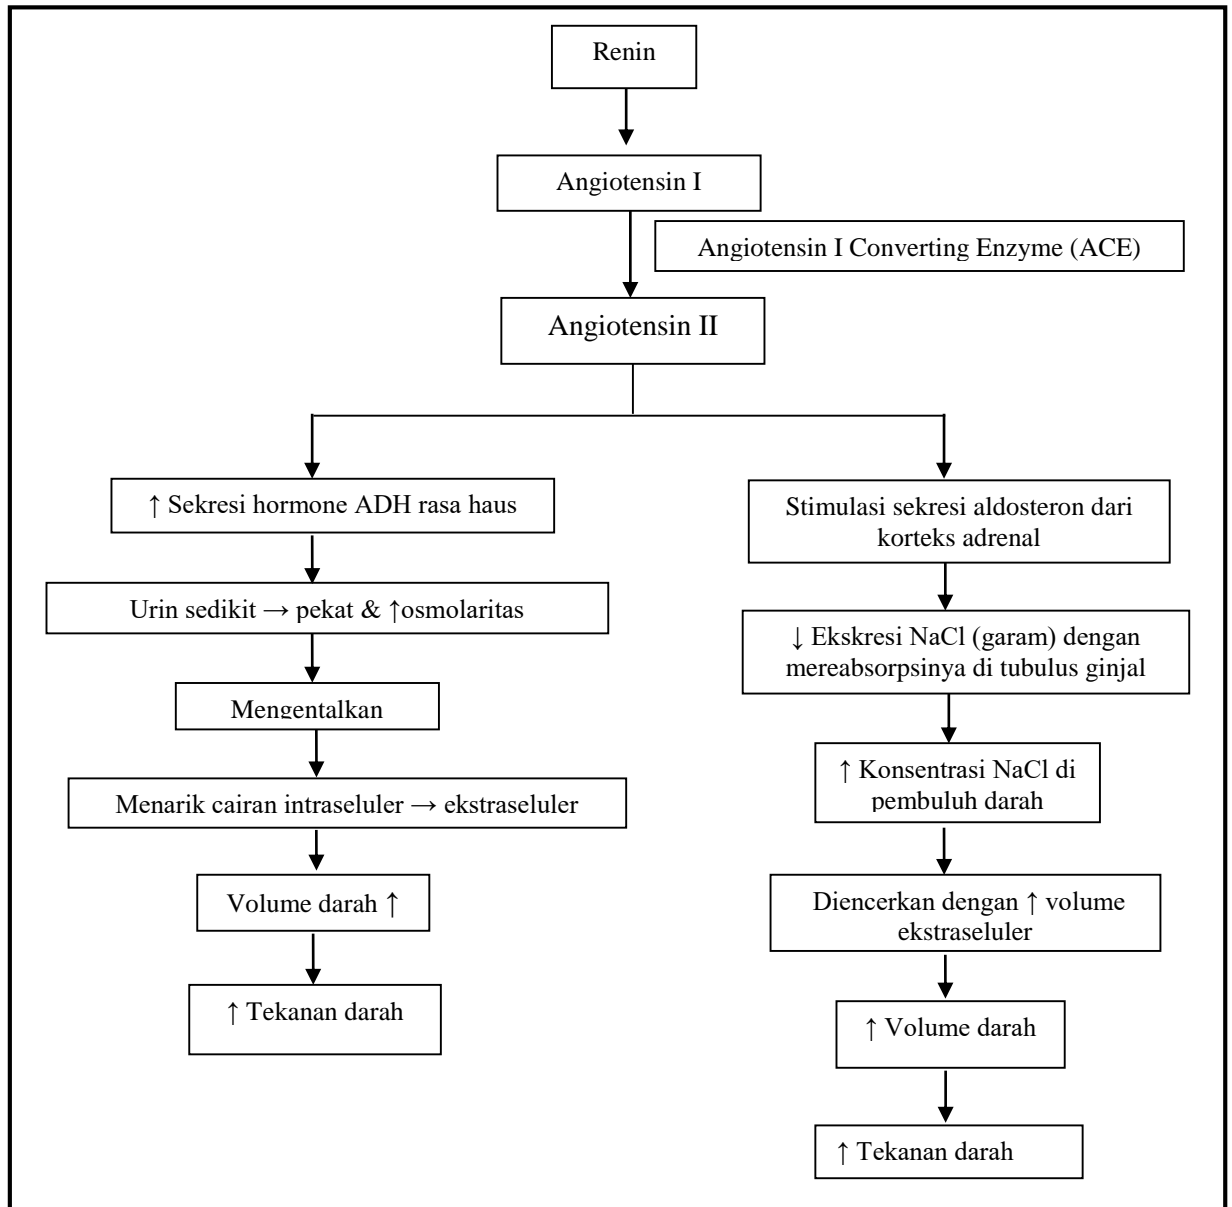 Renin
Angiotensin I
Angiotensin I Converting Enzyme (ACE)
Angiotensin II
↑ Sekresi hormone ADH rasa haus
Urin sedikit → pekat & ↑osmolaritas
Mengentalkan
Menarik cairan intraseluler → ekstraseluler
Volume darah ↑
↑ Tekanan darah
Stimulasi sekresi aldosteron dari
korteks adrenal
↓ Ekskresi NaCl (garam) dengan
mereabsorpsinya di tubulus ginjal
↑ Konsentrasi NaCl di
pembuluh darah
Diencerkan dengan ↑ volume
ekstraseluler
↑ Volume darah
↑ Tekanan darah